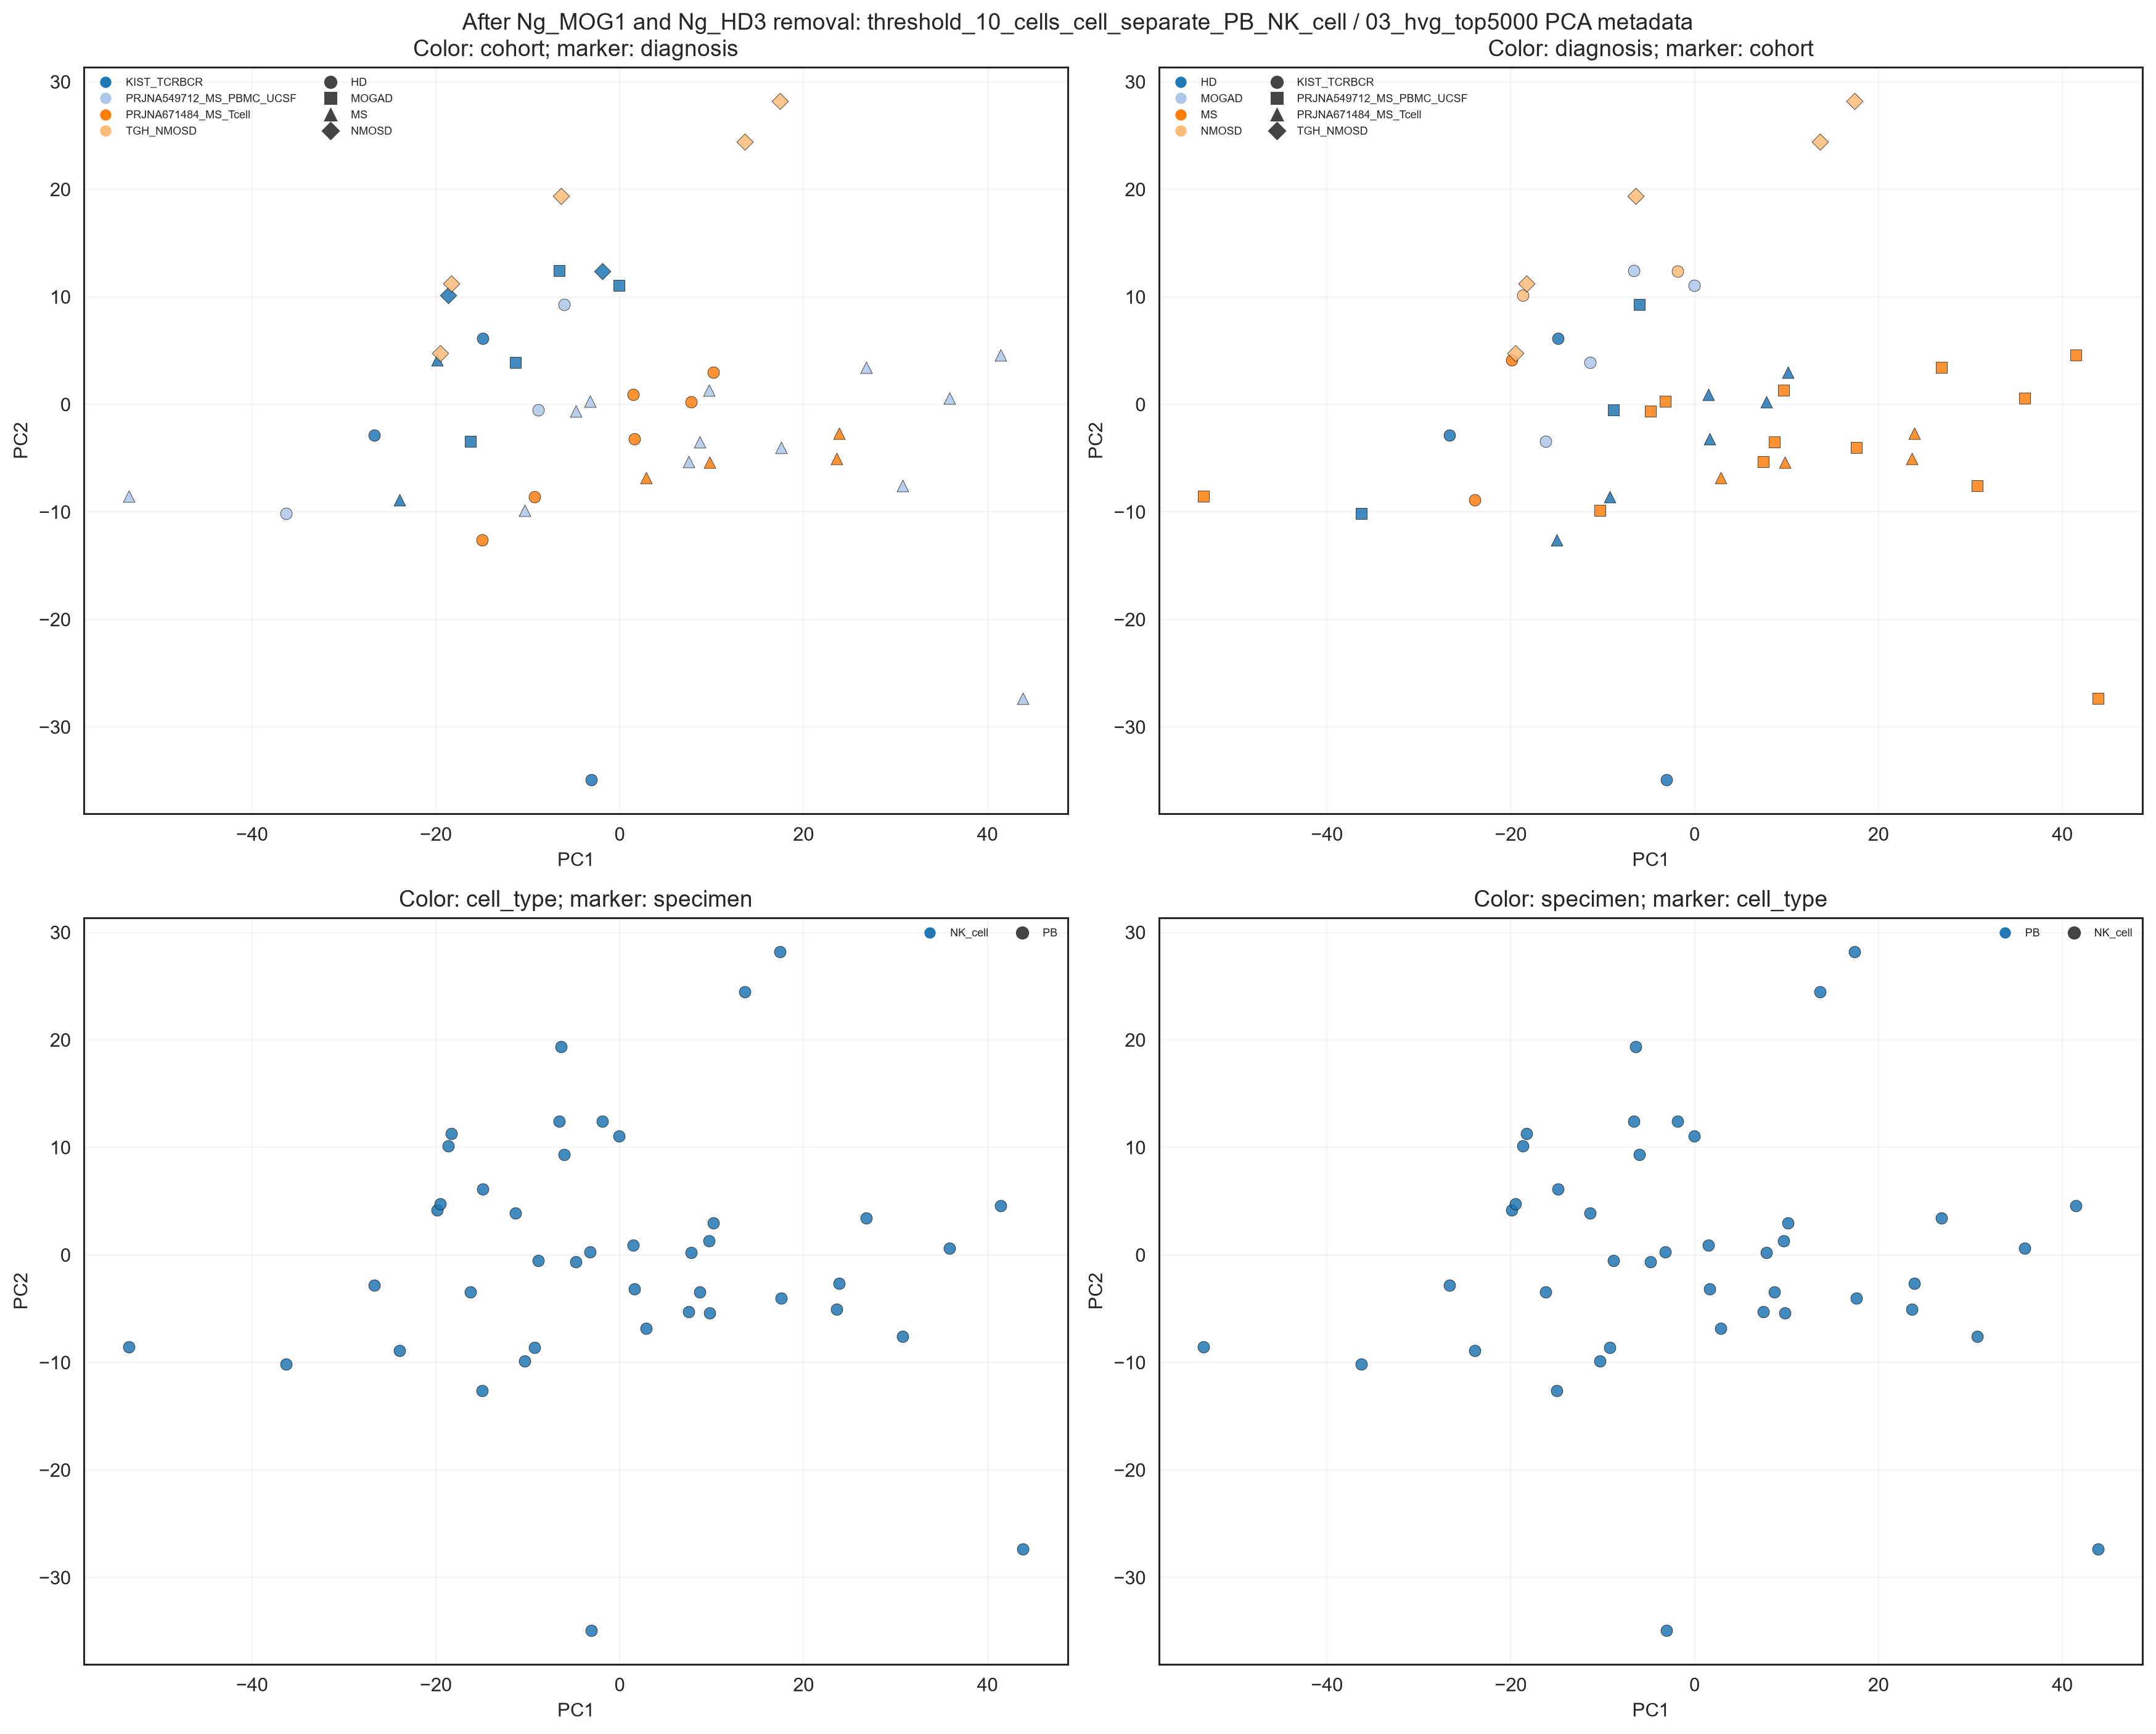 After Ng_MOG1 and Ng_HD3 removal: threshold_10_cells_cell_separate_PB_NK_cell / 03_hvg_top5000 PCA metadata
Color: cohort; marker: diagnosis
KIST_TCRBCR
PRJNA549712_MS_PBMC_UCSF
PRJNA671484_MS_Tcell
TGH_NMOSD
HD
MOGAD
MS
NMOSD
30
20
10
0
−10
−20
−30
PC2
−40
−20
0
20
40
PC1
Color: diagnosis; marker: cohort
HD
MOGAD
MS
NMOSD
KIST_TCRBCR
PRJNA549712_MS_PBMC_UCSF
PRJNA671484_MS_Tcell
TGH_NMOSD
30
20
10
0
−10
−20
−30
PC2
−40
−20
0
20
40
PC1
Color: cell_type; marker: specimen
NK_cell
PB
30
20
10
0
−10
−20
−30
PC2
−40
−20
0
20
40
PC1
Color: specimen; marker: cell_type
PB
NK_cell
30
20
10
0
−10
−20
−30
PC2
−40
−20
0
20
40
PC1